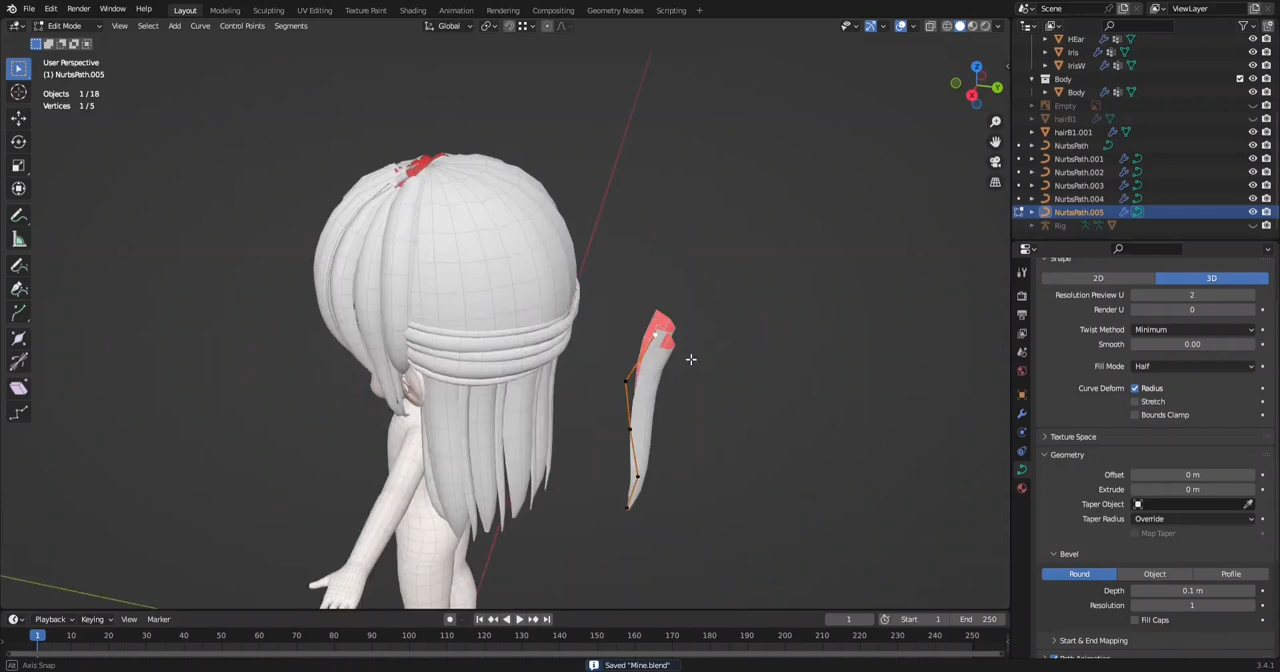 File Edit Render Window Help Layout Modeling Sculpting UV Editing Texture Paint Shading Animation Rendering Compositing Geometry Nodes Scripting Scene ViewLayer
Edit Mode View Select Add Curve Control Points Segments Global
User Perspective
(1) NurbsPath.005
Objects 1/18
Vertices 1/5
Z
Y
X
HEar
Iris
IrisW
Body
Body
Empty
hairB1
hairB1.001
NurbsPath
NurbsPath.001
NurbsPath.002
NurbsPath.003
NurbsPath.004
NurbsPath.005
Rig
Shape
2D 3D
Resolution Preview U 2
Render U 0
Twist Method Minimum
Smooth 0.00
Fill Mode Half
Curve Deform Radius
Stretch
Bounds Clamp
Texture Space
Geometry
Offset 0 m
Extrude 0 m
Taper Object
Taper Radius Override
Map Taper
Bevel
Round Object Profile
Depth 0.1 m
Resolution 1
Fill Caps
Start & End Mapping
Path Animation
Playback Keying View Marker 1 Start 1 End 250
1 10 20 30 40 50 60 70 80 90 100 110 120 130 140 150 160 170 180 190 200 210 220 230 240 250
Axis Snap Saved "Mine.blend" 3.4.1